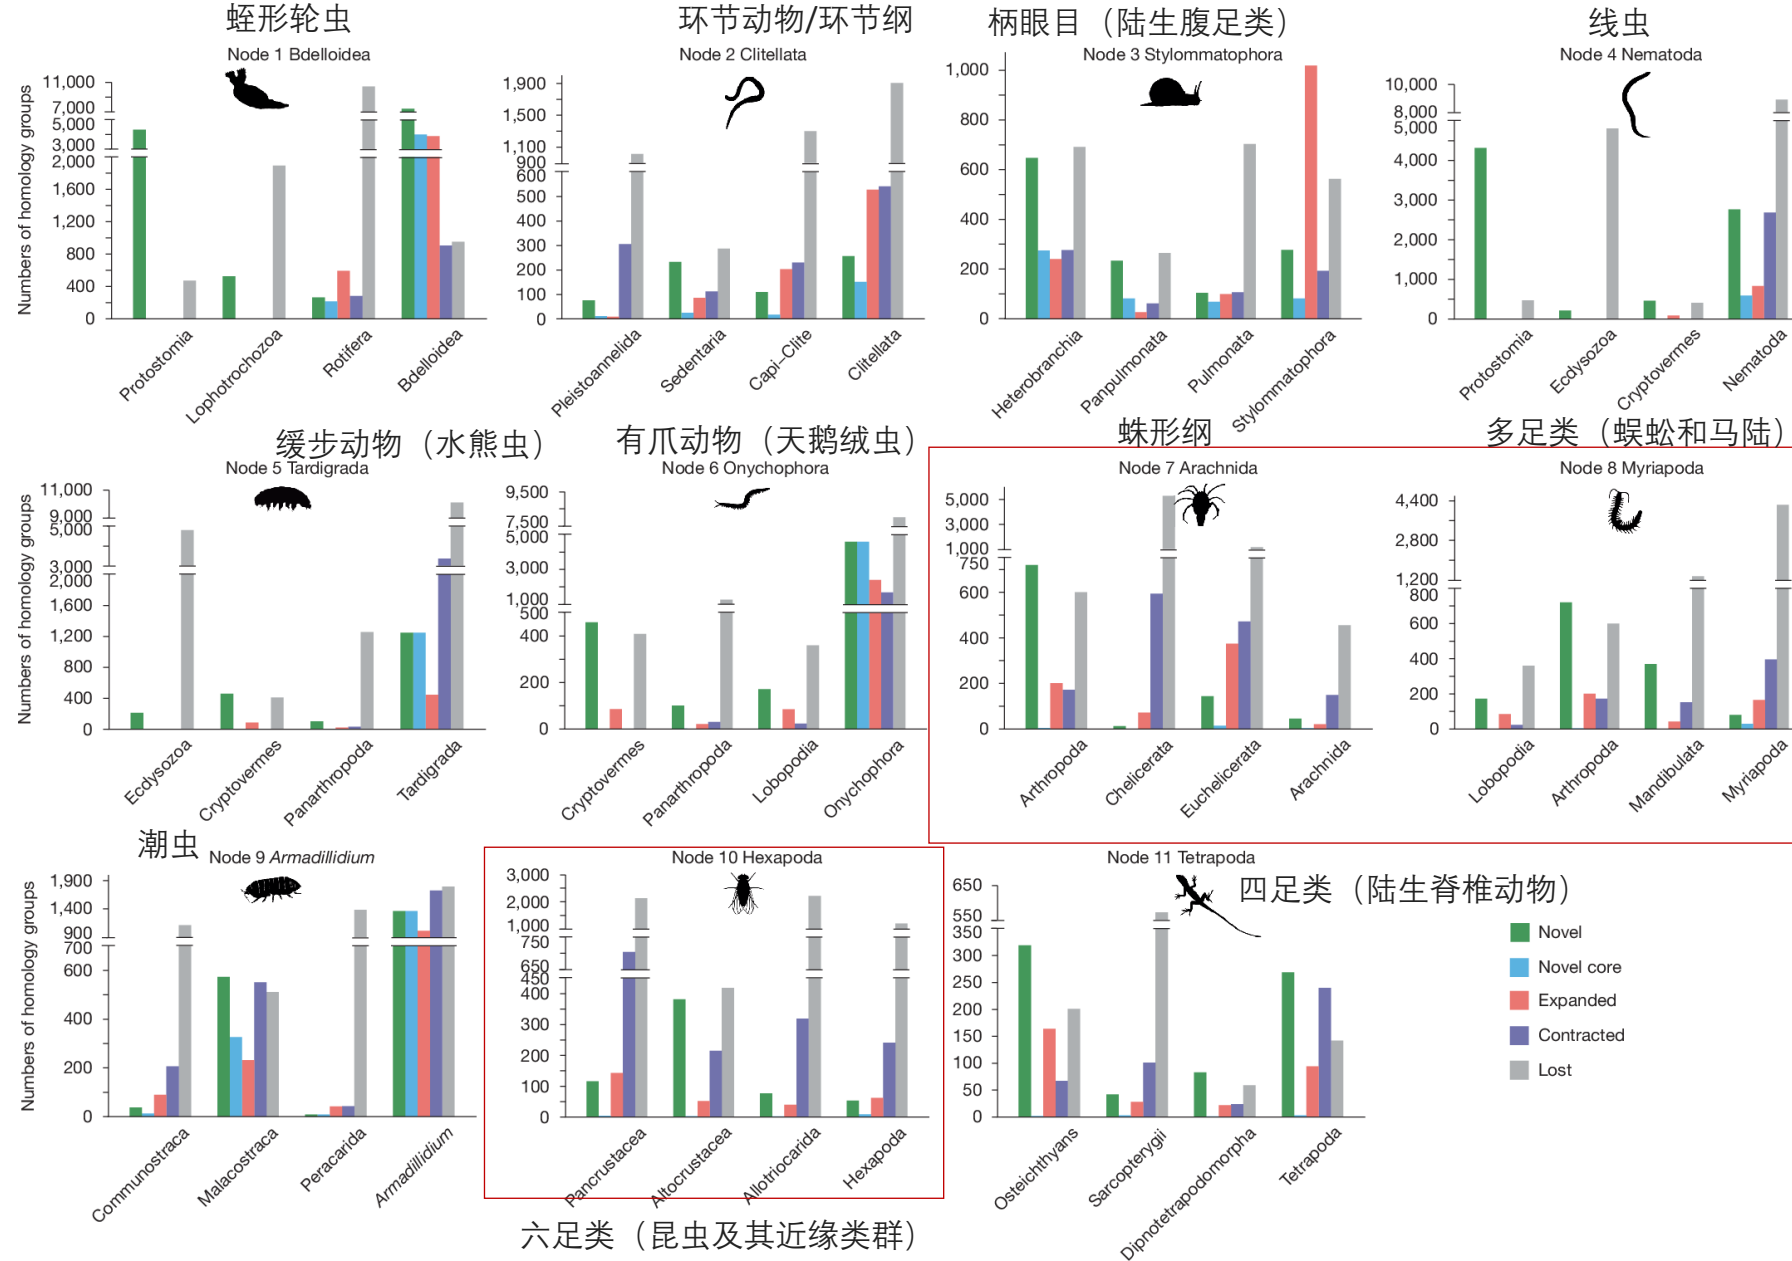 蛭形轮虫
环节动物/环节纲
柄眼目（陆生腹足类）
线虫
Node 1 Bdelloidea
Node 2 Clitellata
Node 3 Stylommatophora
Node 4 Nematoda
Numbers of homology groups
11,000
7,000
5,000
3,000
2,000
1,600
1,200
800
400
0
Protostomia
Lophotrochozoa
Rotifera
Bdelloidea
1,900
1,500
1,100
900
600
500
400
300
200
100
0
Pleistoannelida
Sedentaria
Capi–Clite
Clitellata
1,000
800
600
400
200
0
Heterobranchia
Panpulmonata
Pulmonata
Stylommatophora
10,000
8,000
5,000
4,000
3,000
2,000
1,000
0
Protostomia
Ecdysozoa
Cryptovermes
Nematoda
缓步动物（水熊虫）
有爪动物（天鹅绒虫）
蛛形纲
多足类（蜈蚣和马陆）
Node 5 Tardigrada
Node 6 Onychophora
Node 7 Arachnida
Node 8 Myriapoda
Numbers of homology groups
11,000
9,000
5,000
3,000
2,000
1,600
1,200
800
400
0
Ecdysozoa
Cryptovermes
Panarthropoda
Tardigrada
9,500
7,500
5,000
3,000
1,000
500
400
200
0
Cryptovermes
Panarthropoda
Lobopodia
Onychophora
5,000
3,000
1,000
750
600
400
200
0
Arthropoda
Chelicerata
Euchelicerata
Arachnida
4,400
2,800
1,200
800
600
400
200
0
Lobopodia
Arthropoda
Mandibulata
Myriapoda
潮虫
Node 9 Armadillidium
Node 10 Hexapoda
Node 11 Tetrapoda
四足类（陆生脊椎动物）
Numbers of homology groups
1,900
1,400
900
700
600
400
200
0
Communostraca
Malacostraca
Peracarida
Armadillidium
3,000
2,000
1,000
750
650
450
400
300
200
100
0
Pancrustacea
Altocrustacea
Allotriocarida
Hexapoda
650
550
350
300
250
200
150
100
50
0
Osteichthyans
Sarcopterygii
Dipnotetrapodomorpha
Tetrapoda
Novel
Novel core
Expanded
Contracted
Lost
六足类（昆虫及其近缘类群）